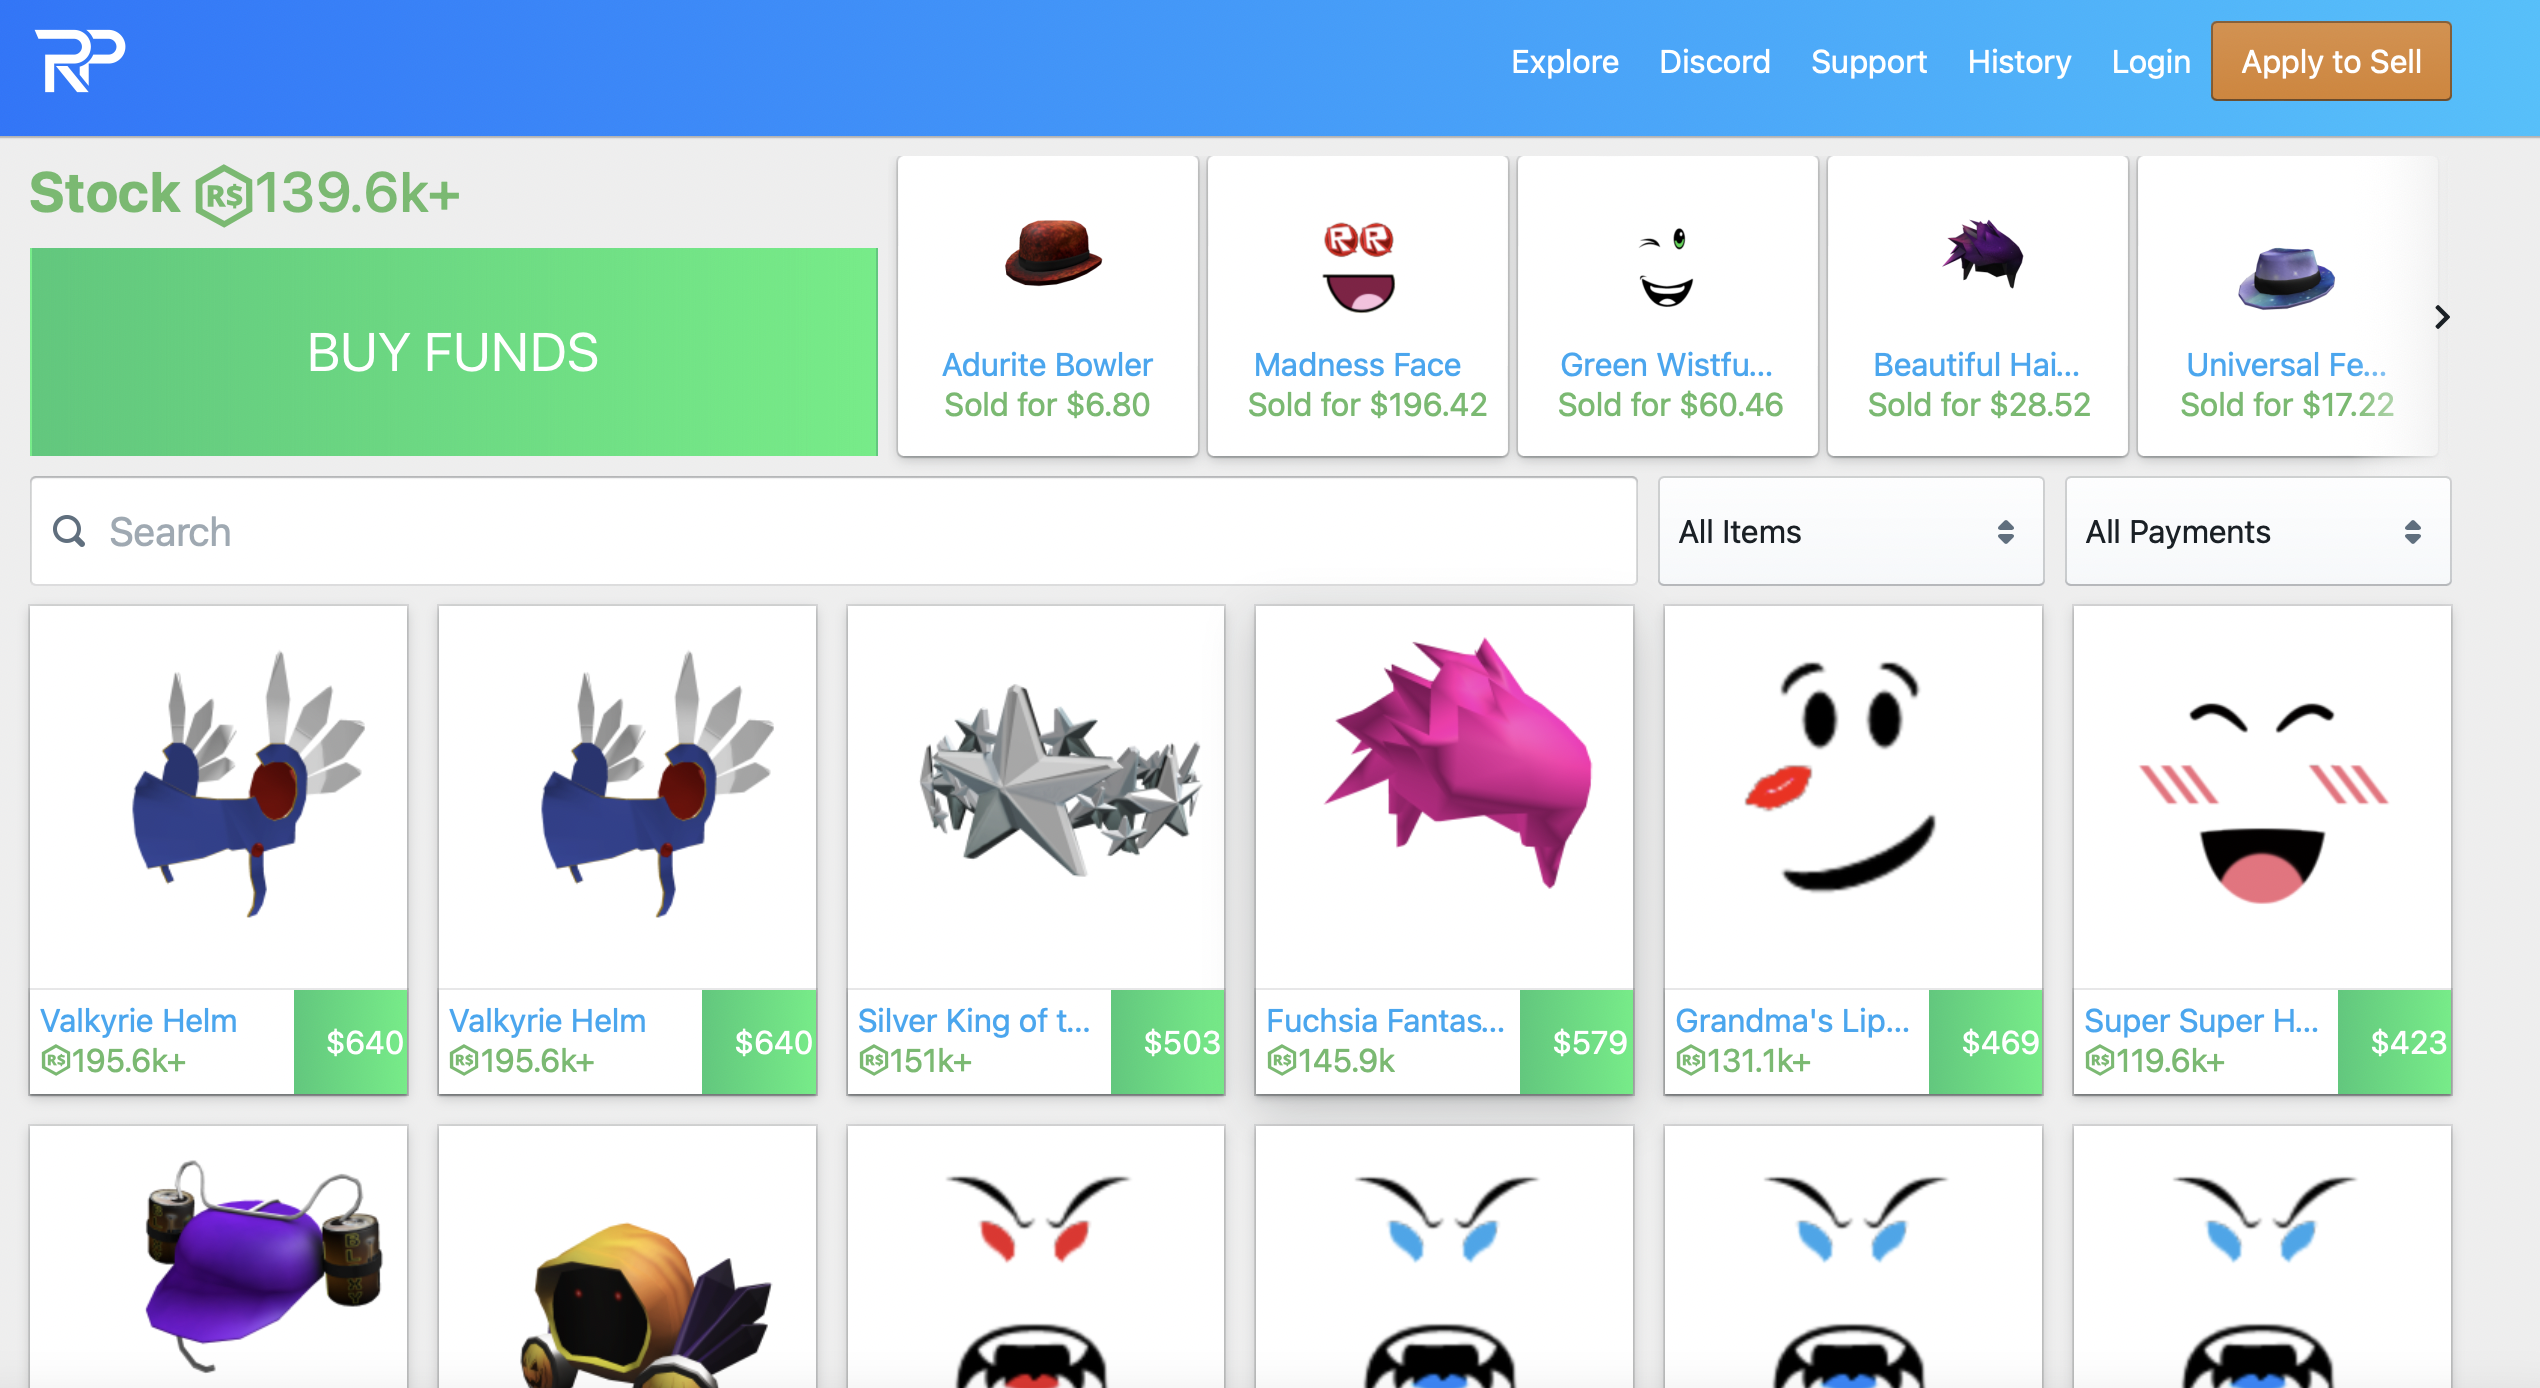 RP
Explore Discord Support History Login Apply to Sell
Stock R$139.6k+
BUY FUNDS
Adurite Bowler
Sold for $6.80
Madness Face
Sold for $196.42
Green Wistfu...
Sold for $60.46
Beautiful Hai...
Sold for $28.52
Universal Fe...
Sold for $17.22
Search
All Items
All Payments
Valkyrie Helm
R$195.6k+
$640
Valkyrie Helm
R$195.6k+
$640
Silver King of t...
R$151k+
$503
Fuchsia Fantas...
R$145.9k
$579
Grandma's Lip...
R$131.1k+
$469
Super Super H...
R$119.6k+
$423